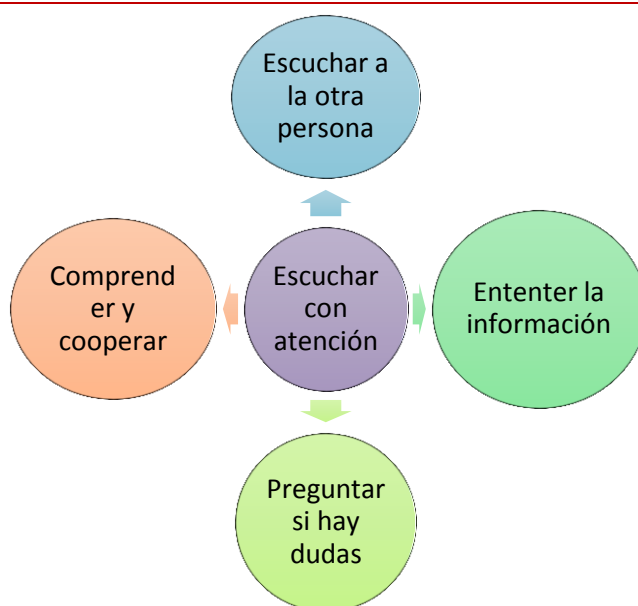 Escuchar a
la otra
persona
Comprend
er y
cooperar
Escuchar
con
atención
Ententer la
información
Preguntar
si hay
dudas